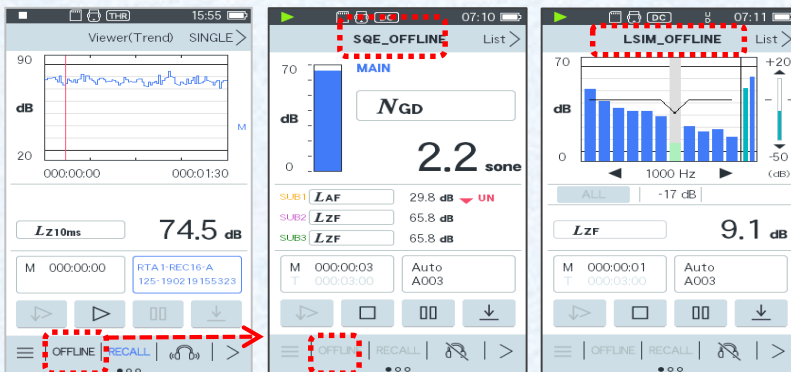 THR 15:55
Viewer(Trend) SINGLE
90
dB
M
20
000:00:00 000:01:30
LZ10ms 74.5 dB
M 000:00:00
RTA1-REC16-A
125-190219155323
OFFLINE RECALL
DC 07:10
SQE_OFFLINE List
70 MAIN
NGD
dB
0 2.2 sone
SUB1 LAF 29.8 dB UN
SUB2 LZF 65.8 dB
SUB3 LZF 65.8 dB
M 000:00:03 Auto
T 000:03:00 A003
OFFLINE RECALL
DC 07:11
LSIM_OFFLINE List
70 +20
dB
0 -50
1000 Hz (dB)
ALL -17 dB
LZF 9.1 dB
M 000:00:01 Auto
T 000:03:00 A003
OFFLINE RECALL